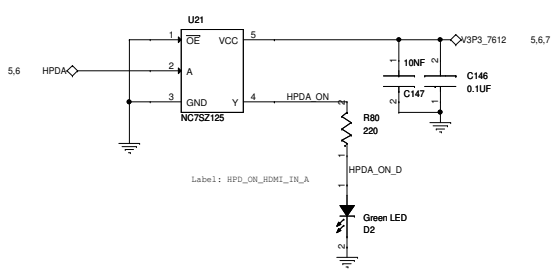 U21
1 OE VCC 5 V3P3_7612 5,6,7
5,6 HPDA 2 A
3 GND Y 4 HPDA_ON
NC7SZ125
1 10NF 2
2 C147 1
C146
0.1UF
2
R80
220
1
HPDA_ON_D
Label: HPD_ON_HDMI_IN_A
1
Green LED
D2
2